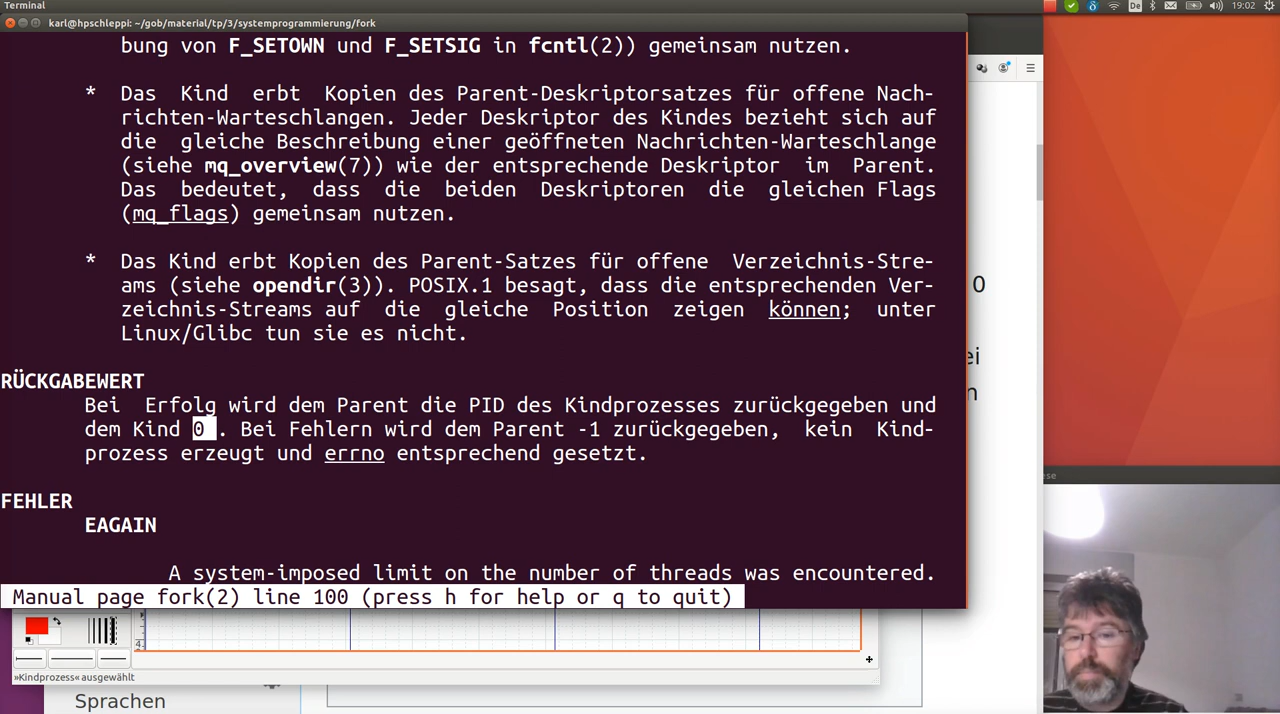 Terminal
De
19:02
karl@hpschleppi: ~/gob/material/tp/3/systemprogrammierung/fork
bung von F_SETOWN und F_SETSIG in fcntl(2)) gemeinsam nutzen.
* Das Kind erbt Kopien des Parent-Deskriptorsatzes für offene Nach-
richten-Warteschlangen. Jeder Deskriptor des Kindes bezieht sich auf
die gleiche Beschreibung einer geöffneten Nachrichten-Warteschlange
(siehe mq_overview(7)) wie der entsprechende Deskriptor im Parent.
Das bedeutet, dass die beiden Deskriptoren die gleichen Flags
(mq_flags) gemeinsam nutzen.
* Das Kind erbt Kopien des Parent-Satzes für offene Verzeichnis-Stre-
ams (siehe opendir(3)). POSIX.1 besagt, dass die entsprechenden Ver-
zeichnis-Streams auf die gleiche Position zeigen können; unter
Linux/Glibc tun sie es nicht.
0
ei
n
RÜCKGABEWERT
Bei Erfolg wird dem Parent die PID des Kindprozesses zurückgegeben und
dem Kind 0 . Bei Fehlern wird dem Parent -1 zurückgegeben, kein Kind-
prozess erzeugt und errno entsprechend gesetzt.
FEHLER
EAGAIN
A system-imposed limit on the number of threads was encountered.
Manual page fork(2) line 100 (press h for help or q to quit)
»Kindprozess« ausgewählt
Sprachen